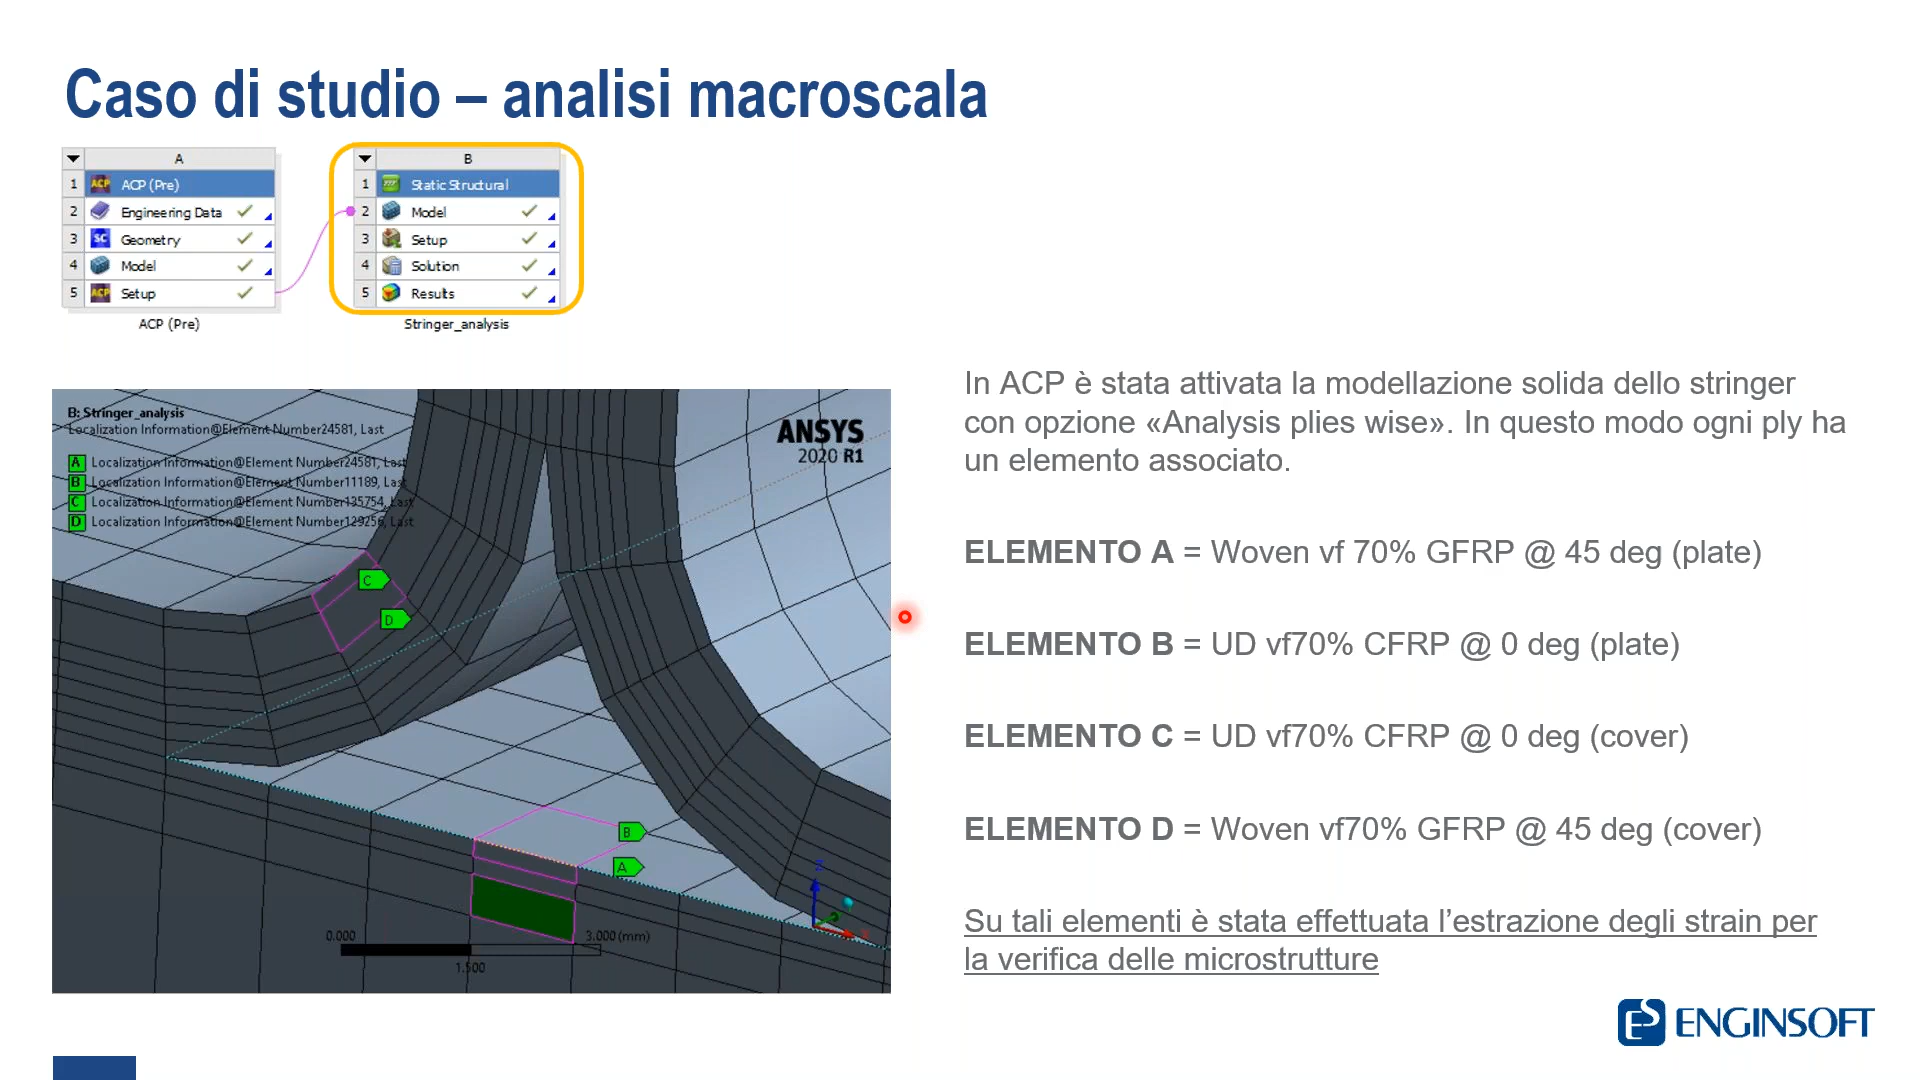 Caso di studio – analisi macroscala
A
1 ACP (Pre)
2 Engineering Data
3 Geometry
4 Model
5 Setup
ACP (Pre)
B
1 Static Structural
2 Model
3 Setup
4 Solution
5 Results
Stringer_analysis
B: Stringer_analysis
Localization Information@Element Number24581, Last
A Localization Information@Element Number24581, Last
B Localization Information@Element Number11189, Last
C Localization Information@Element Number135754, Last
D Localization Information@Element Number129256, Last
ANSYS
2020 R1
C
D
B
A
0.000
3.000 (mm)
1.500
Z
X
In ACP è stata attivata la modellazione solida dello stringer
con opzione «Analysis plies wise». In questo modo ogni ply ha
un elemento associato.
ELEMENTO A = Woven vf 70% GFRP @ 45 deg (plate)
ELEMENTO B = UD vf70% CFRP @ 0 deg (plate)
ELEMENTO C = UD vf70% CFRP @ 0 deg (cover)
ELEMENTO D = Woven vf70% GFRP @ 45 deg (cover)
Su tali elementi è stata effettuata l’estrazione degli strain per
la verifica delle microstrutture
ENGINSOFT